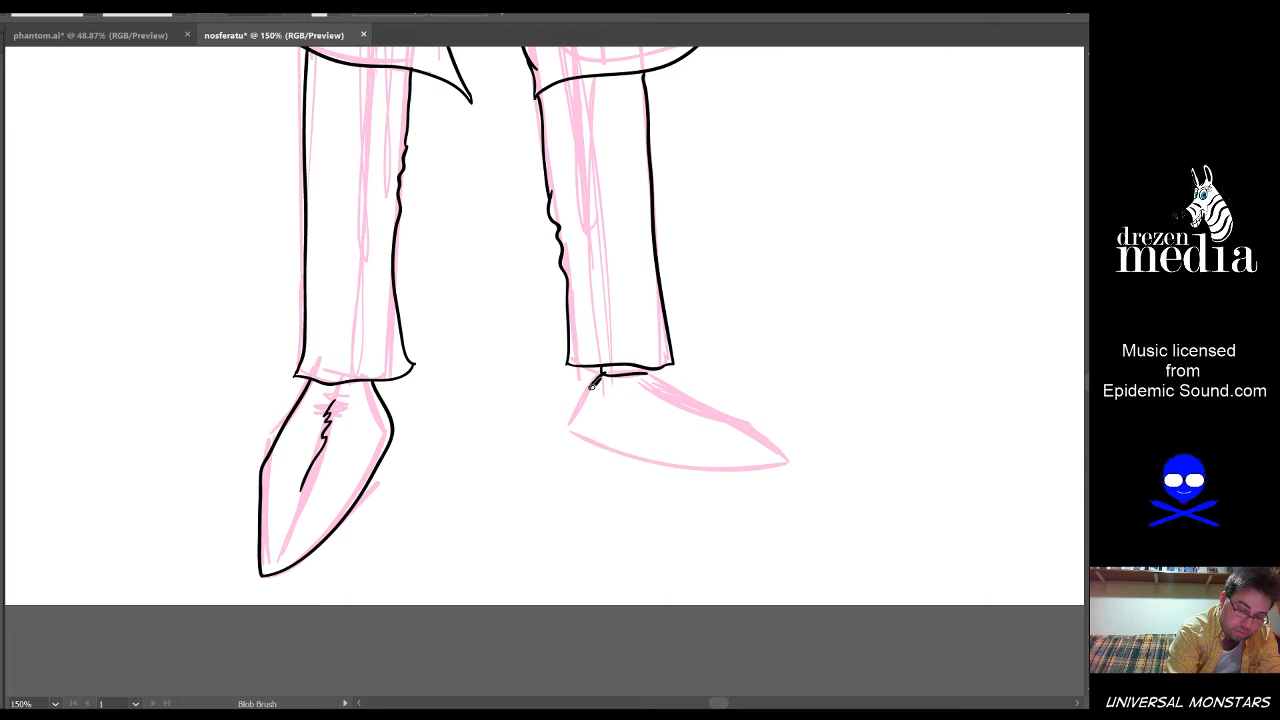 phantom.ai* @ 48.87% (RGB/Preview) × nosferatu* @ 150% (RGB/Preview) ×
drezen
media
Music licensed
from
Epidemic Sound.com
150% 1 Blob Brush
UNIVERSAL MONSTARS